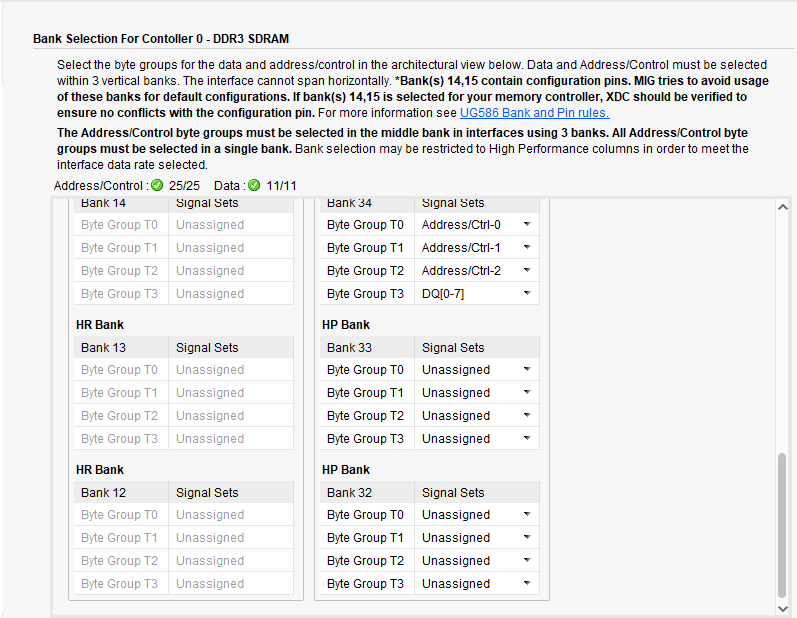 Bank Selection For Contoller 0 - DDR3 SDRAM
Select the byte groups for the data and address/control in the architectural view below. Data and Address/Control must be selected
within 3 vertical banks. The interface cannot span horizontally. *Bank(s) 14,15 contain configuration pins. MIG tries to avoid usage
of these banks for default configurations. If bank(s) 14,15 is selected for your memory controller, XDC should be verified to
ensure no conflicts with the configuration pin. For more information see UG586 Bank and Pin rules.
The Address/Control byte groups must be selected in the middle bank in interfaces using 3 banks. All Address/Control byte
groups must be selected in a single bank. Bank selection may be restricted to High Performance columns in order to meet the
interface data rate selected.
Address/Control : 25/25 Data : 11/11
Bank 14 Signal Sets Bank 34 Signal Sets
Byte Group T0 Unassigned Byte Group T0 Address/Ctrl-0
Byte Group T1 Unassigned Byte Group T1 Address/Ctrl-1
Byte Group T2 Unassigned Byte Group T2 Address/Ctrl-2
Byte Group T3 Unassigned Byte Group T3 DQ[0-7]
HR Bank HP Bank
Bank 13 Signal Sets Bank 33 Signal Sets
Byte Group T0 Unassigned Byte Group T0 Unassigned
Byte Group T1 Unassigned Byte Group T1 Unassigned
Byte Group T2 Unassigned Byte Group T2 Unassigned
Byte Group T3 Unassigned Byte Group T3 Unassigned
HR Bank HP Bank
Bank 12 Signal Sets Bank 32 Signal Sets
Byte Group T0 Unassigned Byte Group T0 Unassigned
Byte Group T1 Unassigned Byte Group T1 Unassigned
Byte Group T2 Unassigned Byte Group T2 Unassigned
Byte Group T3 Unassigned Byte Group T3 Unassigned